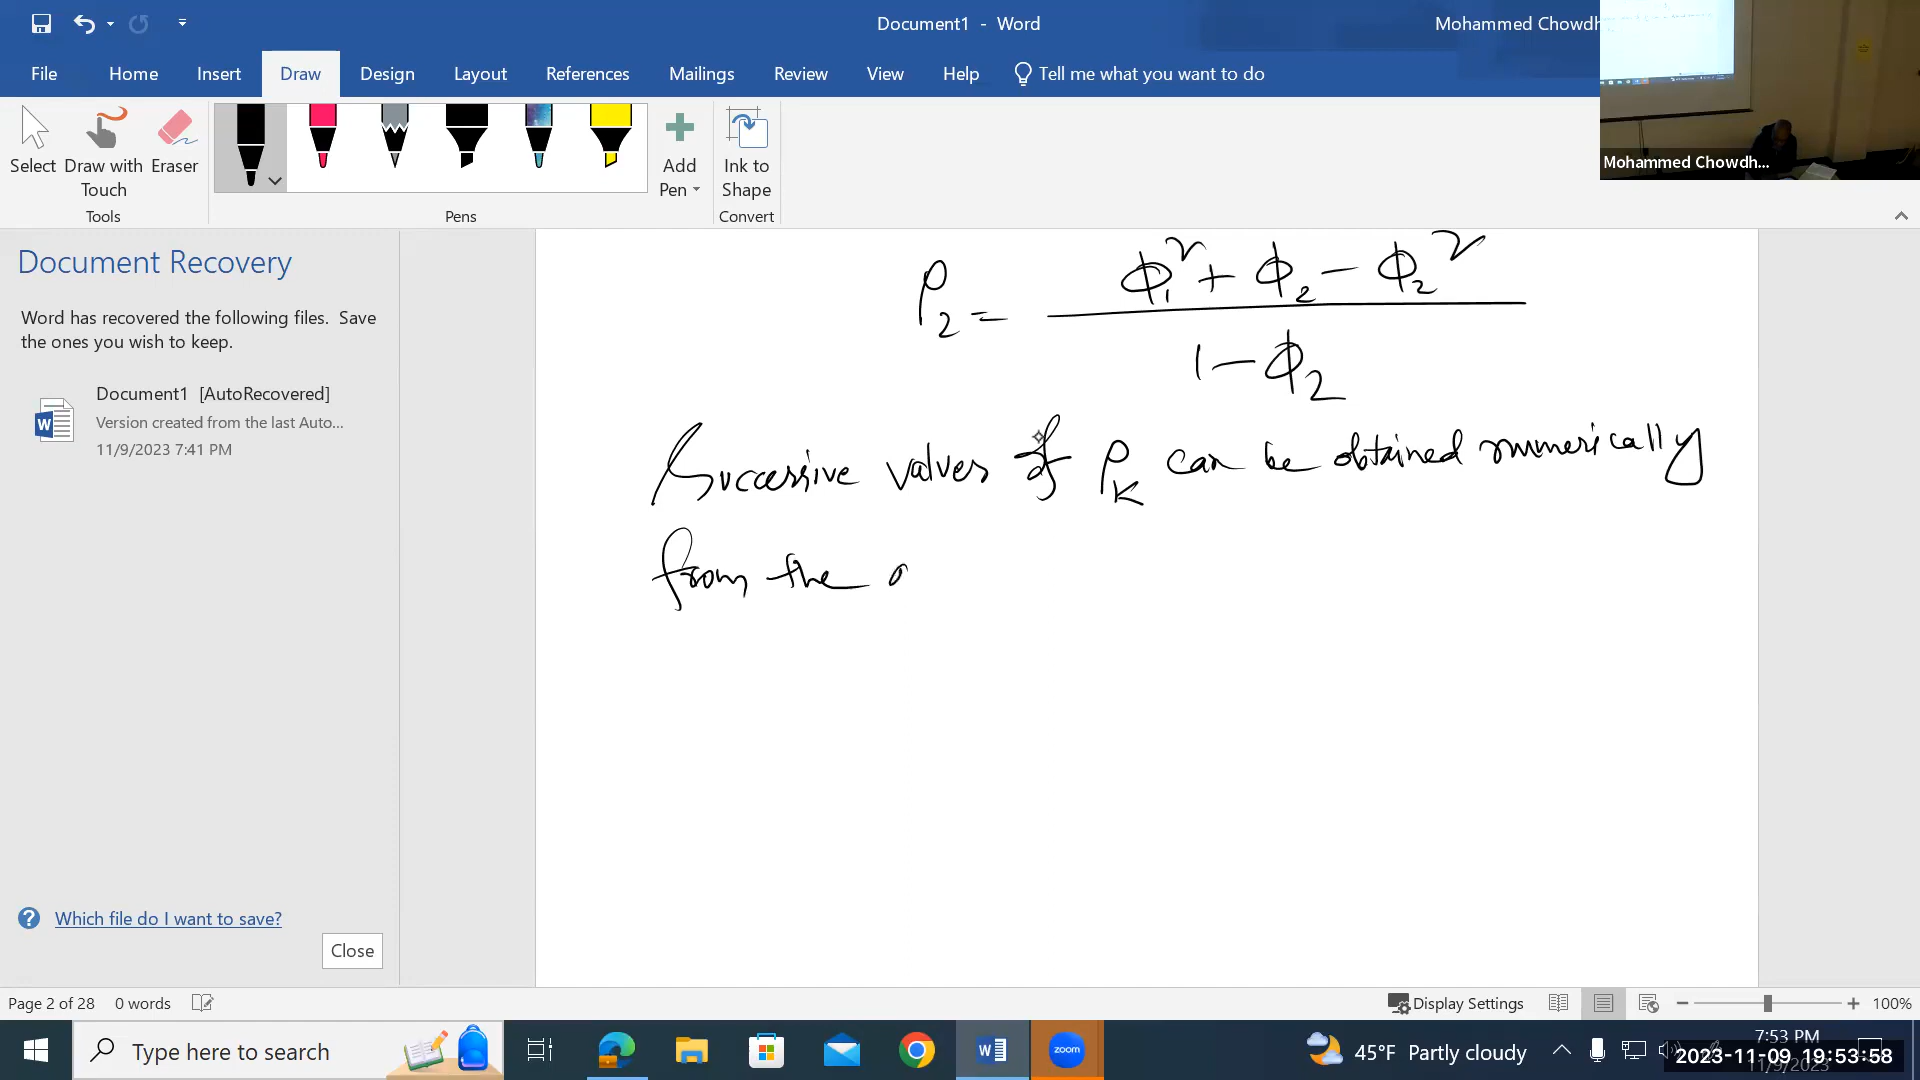 Document1 - Word
Mohammed Chowdh
File Home Insert Draw Design Layout References Mailings Review View Help Tell me what you want to do
Select
Draw with Touch
Eraser
Add Pen
Ink to Shape
Tools
Pens
Convert
Mohammed Chowdh...
Document Recovery
Word has recovered the following files. Save
the ones you wish to keep.
Document1 [AutoRecovered]
Version created from the last Auto...
11/9/2023 7:41 PM
ρ₂ = (ϕ₁² + ϕ₂ − ϕ₂²) / (1 − ϕ₂)
Successive values of ρₖ can be obtained numerically
from the
Which file do I want to save?
Close
Page 2 of 28 0 words
Display Settings
100%
Type here to search
zoom
45°F Partly cloudy
7:53 PM
11/9/2023
2023-11-09 19:53:58